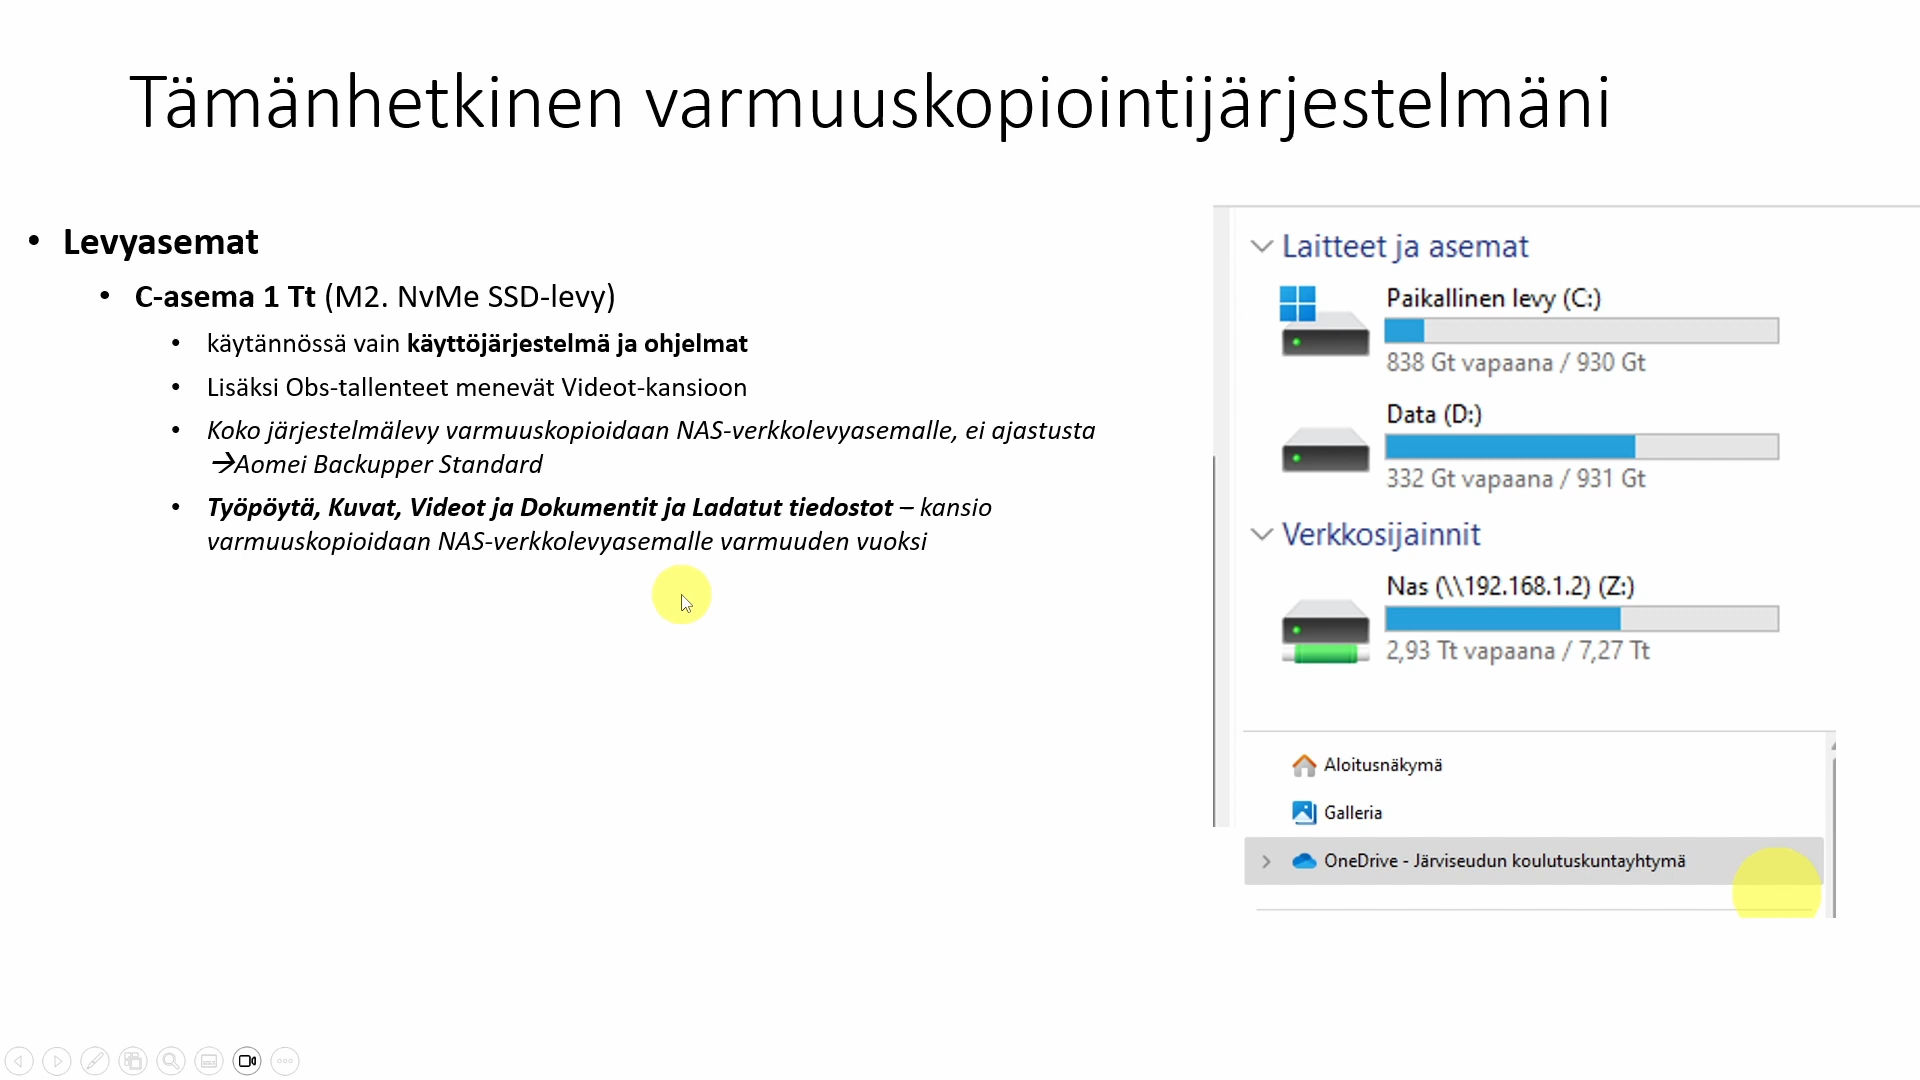 Tämänhetkinen varmuuskopiointijärjestelmäni
• Levyasemat
• C-asema 1 Tt (M2. NvMe SSD-levy)
• käytännössä vain käyttöjärjestelmä ja ohjelmat
• Lisäksi Obs-tallenteet menevät Videot-kansioon
• Koko järjestelmälevy varmuuskopioidaan NAS-verkkolevyasemalle, ei ajastusta
→Aomei Backupper Standard
• Työpöytä, Kuvat, Videot ja Dokumentit ja Ladatut tiedostot – kansio
varmuuskopioidaan NAS-verkkolevyasemalle varmuuden vuoksi
Laitteet ja asemat
Paikallinen levy (C:)
838 Gt vapaana / 930 Gt
Data (D:)
332 Gt vapaana / 931 Gt
Verkkosijainnit
Nas (\\192.168.1.2) (Z:)
2,93 Tt vapaana / 7,27 Tt
Aloitusnäkymä
Galleria
OneDrive - Järviseudun koulutuskuntayhtymä